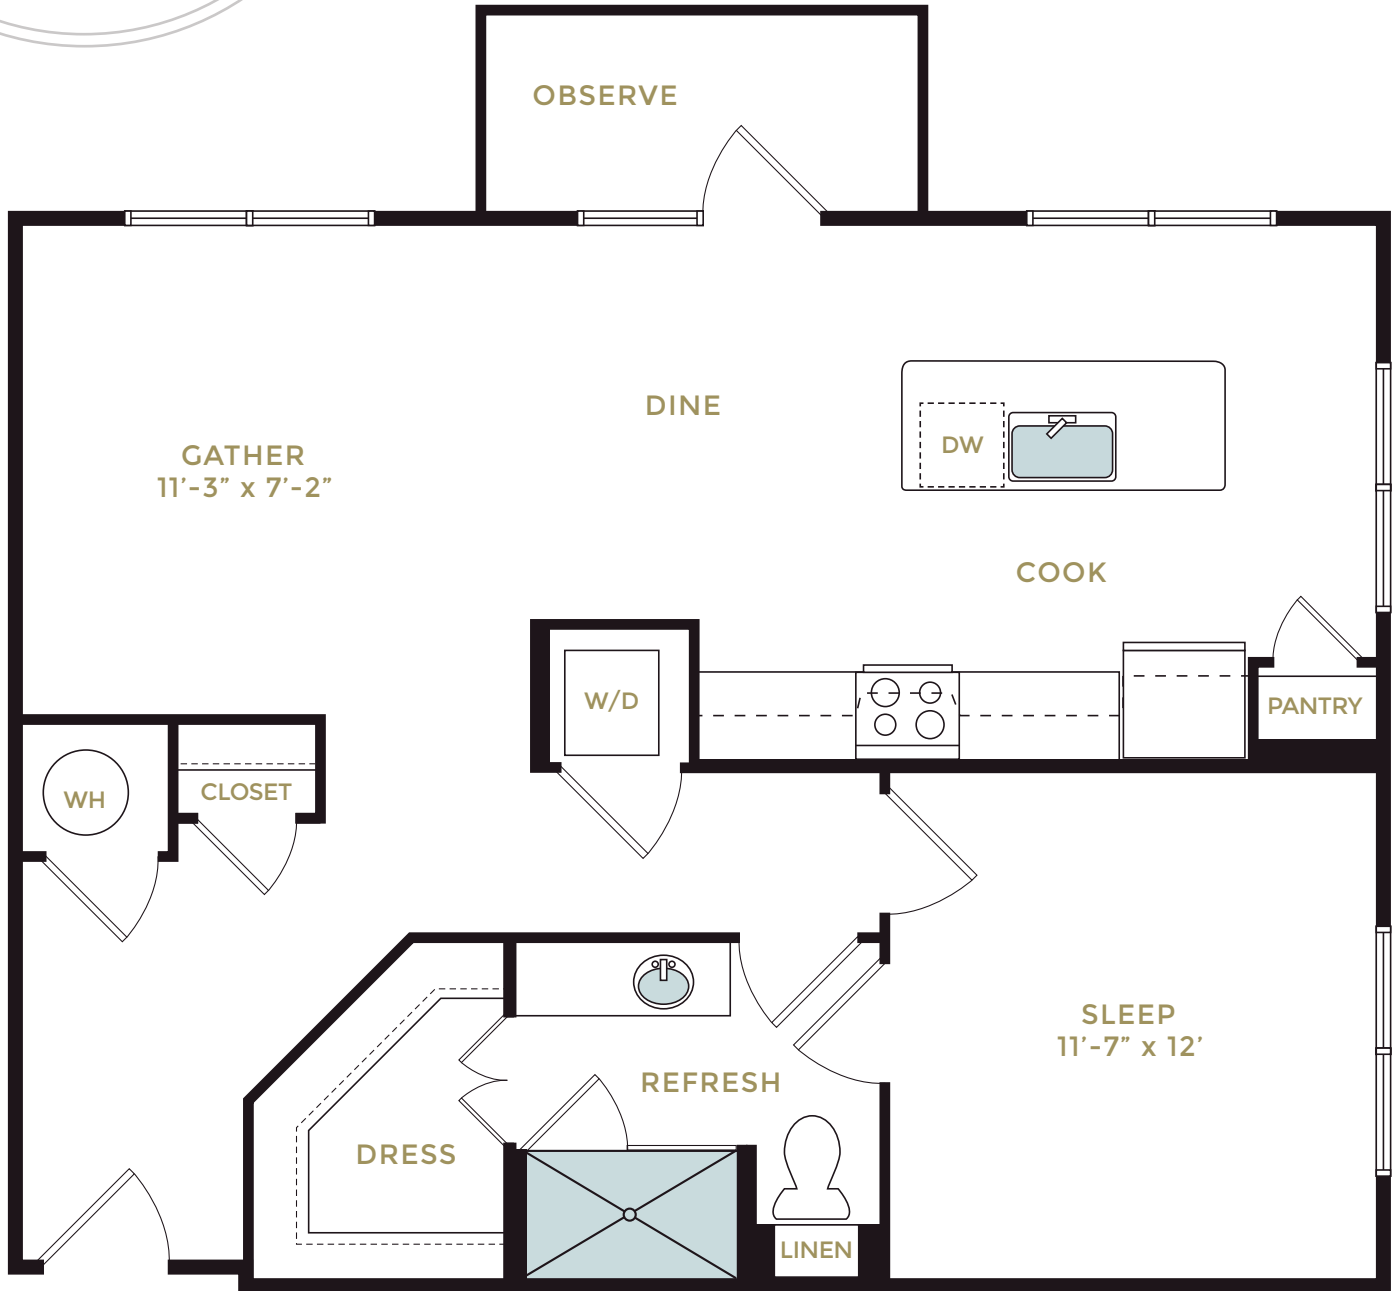 OBSERVE
DINE
GATHER
11’-3” x 7’-2”
DW
COOK
W/D
PANTRY
WH
CLOSET
SLEEP
11’-7” x 12’
REFRESH
DRESS
LINEN